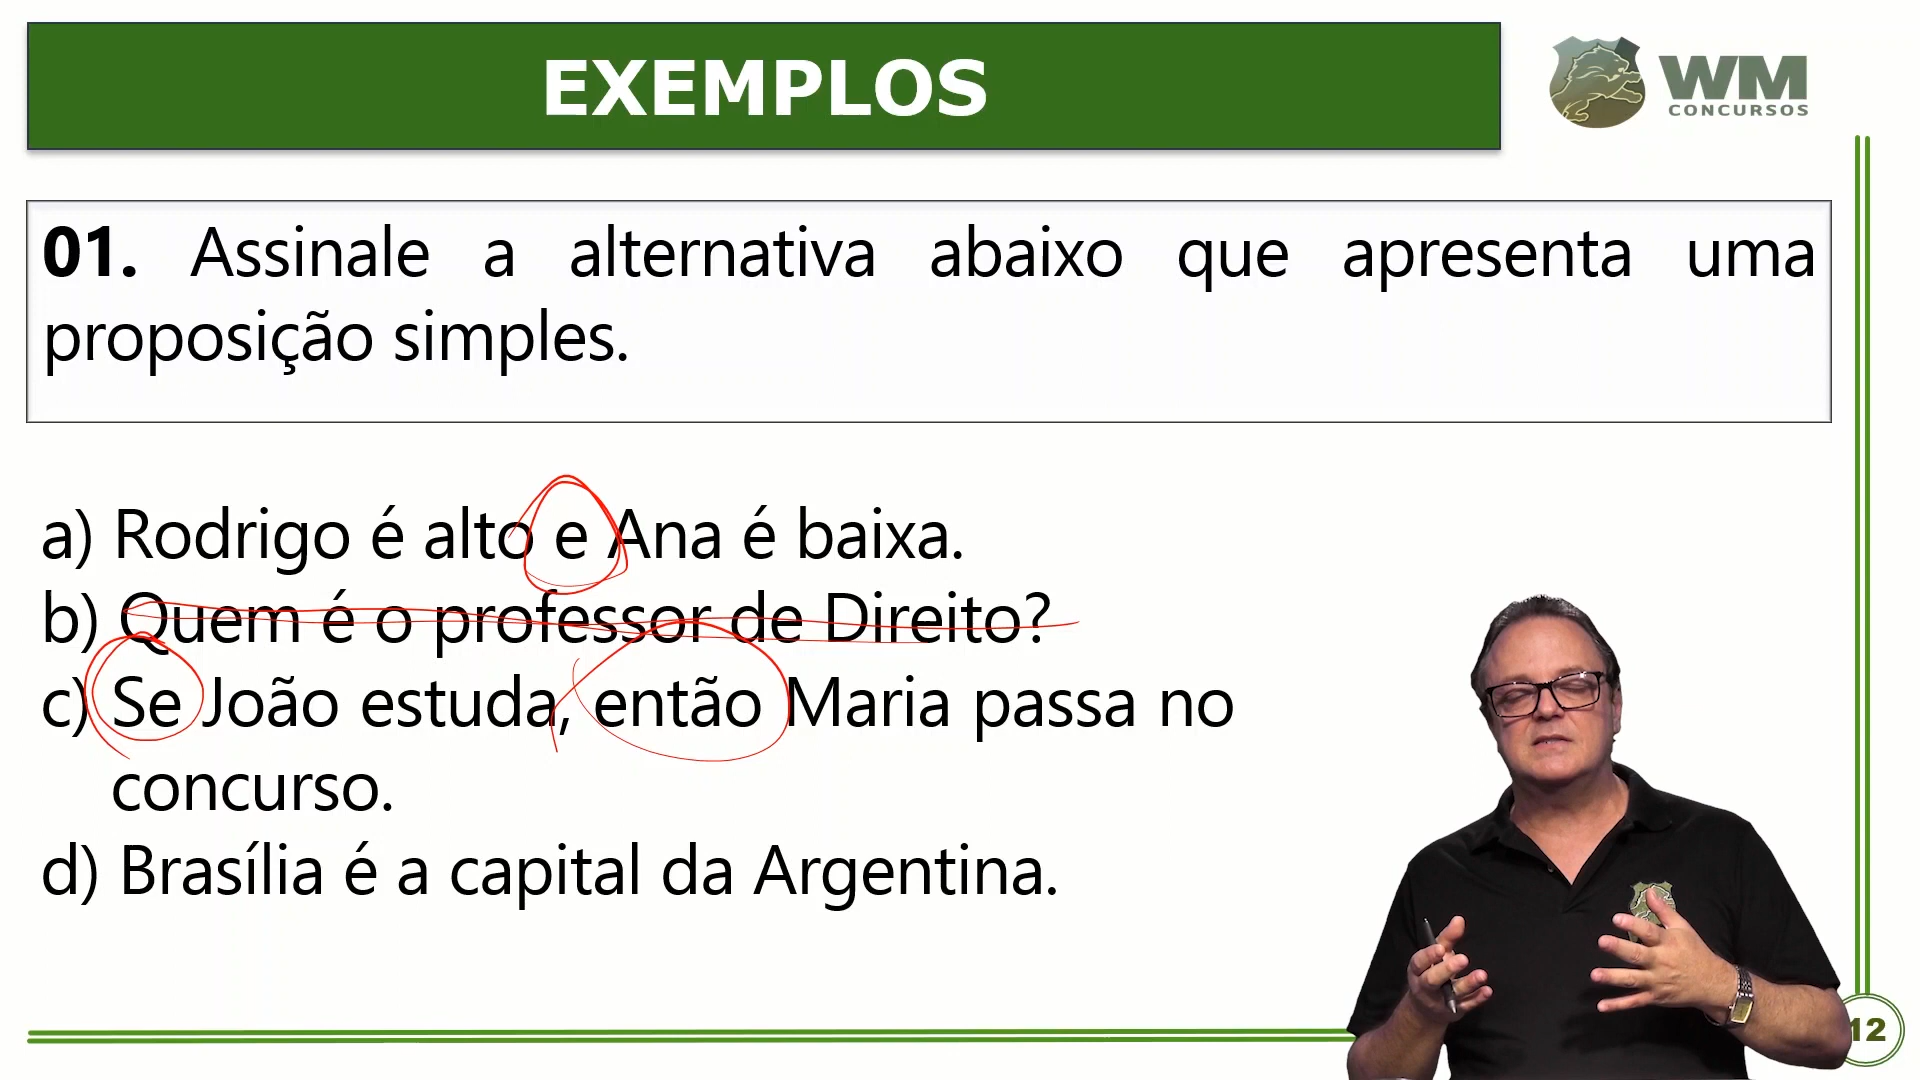 EXEMPLOS
WM
CONCURSOS
01. Assinale a alternativa abaixo que apresenta uma
proposição simples.
a) Rodrigo é alto e Ana é baixa.
b) Quem é o professor de Direito?
c) Se João estuda, então Maria passa no
concurso.
d) Brasília é a capital da Argentina.
12